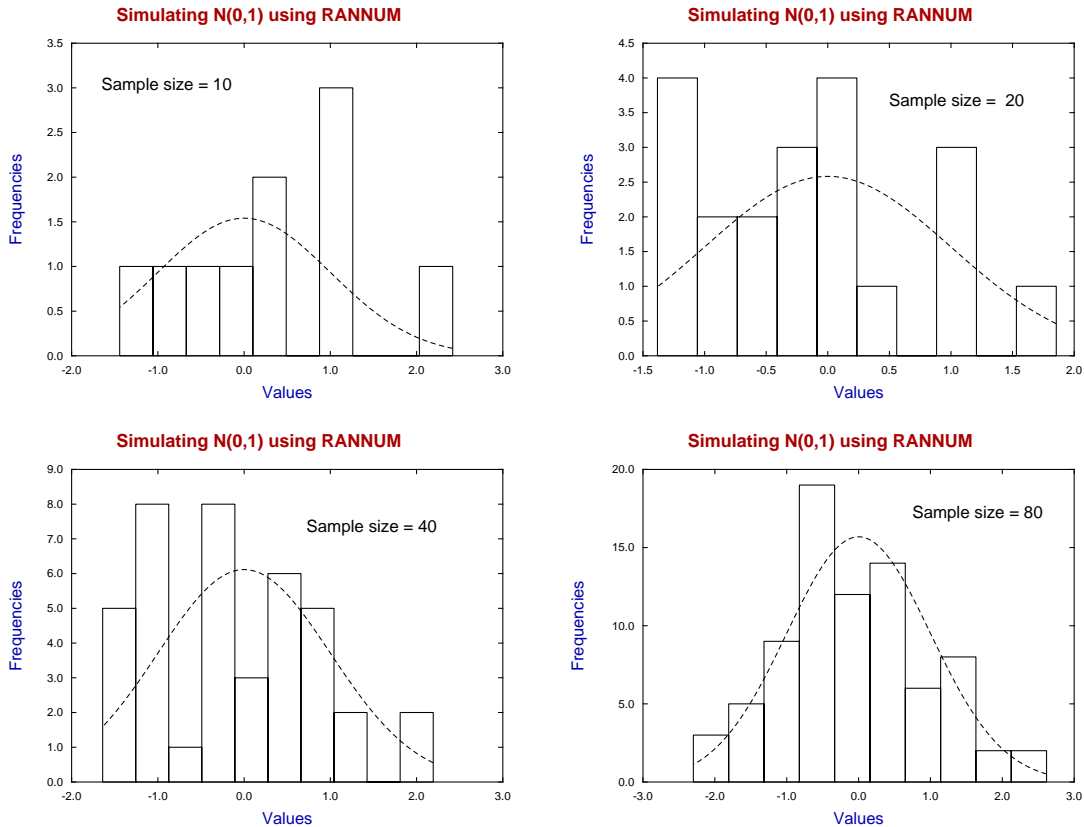 Simulating N(0,1) using RANNUM
3.5
3.0
2.5
2.0
1.5
1.0
0.5
0.0
Frequencies
Sample size = 10
-2.0 -1.0 0.0 1.0 2.0 3.0
Values
Simulating N(0,1) using RANNUM
4.5
4.0
3.5
3.0
2.5
2.0
1.5
1.0
0.5
0.0
Frequencies
Sample size = 20
-1.5 -1.0 -0.5 0.0 0.5 1.0 1.5 2.0
Values
Simulating N(0,1) using RANNUM
9.0
8.0
7.0
6.0
5.0
4.0
3.0
2.0
1.0
0.0
Frequencies
Sample size = 40
-2.0 -1.0 0.0 1.0 2.0 3.0
Values
Simulating N(0,1) using RANNUM
20.0
15.0
10.0
5.0
0.0
Frequencies
Sample size = 80
-3.0 -2.0 -1.0 0.0 1.0 2.0 3.0
Values